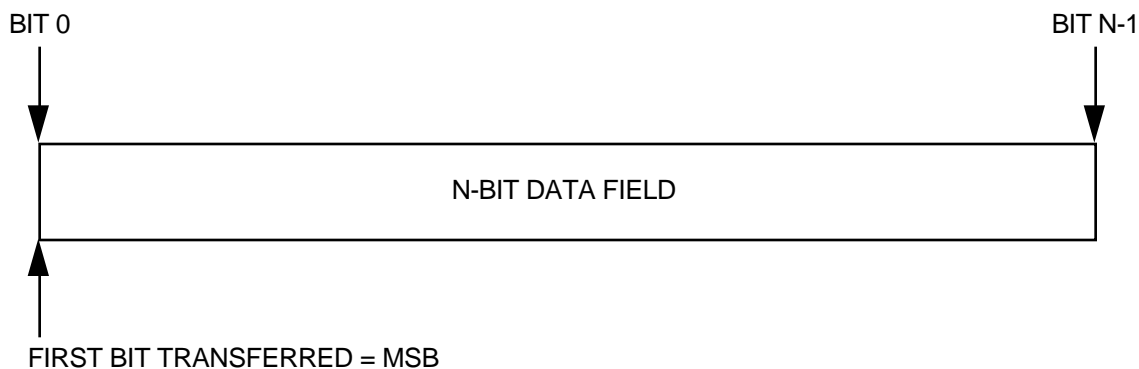 BIT 0
BIT N-1
N-BIT DATA FIELD
FIRST BIT TRANSFERRED = MSB